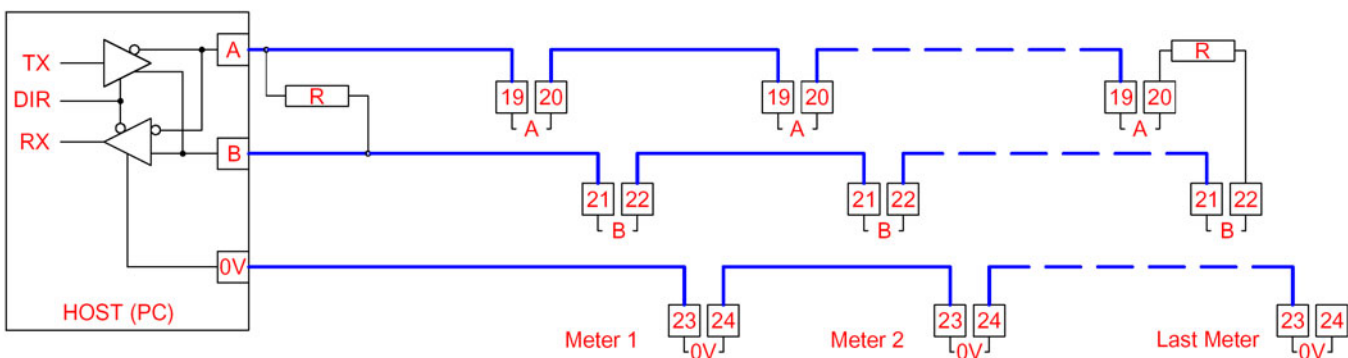 A
TX
R
DIR
R
19 20
19 20
19 20
A
A
A
RX
B
21 22
21 22
21 22
B
B
B
0V
HOST (PC)
Meter 1
23 24
0V
Meter 2
23 24
0V
Last Meter
23 24
0V